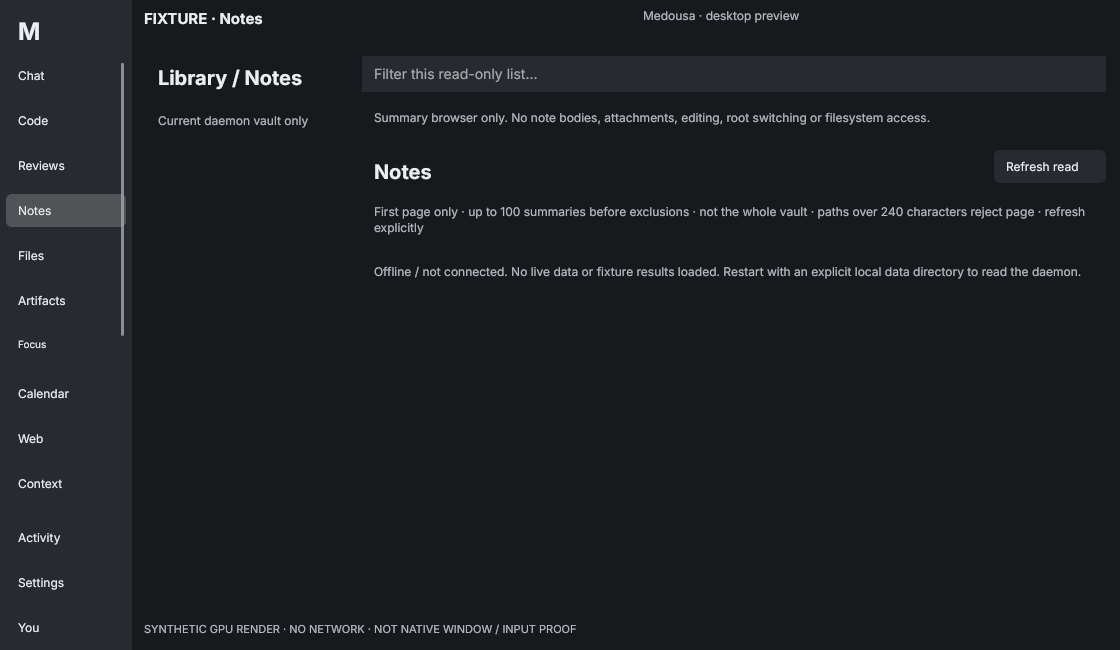 M
Chat
Code
Reviews
Notes
Files
Artifacts
Focus
Calendar
Web
Context
Activity
Settings
You
FIXTURE · Notes
Medousa · desktop preview
Library / Notes
Current daemon vault only
Filter this read-only list...
Summary browser only. No note bodies, attachments, editing, root switching or filesystem access.
Notes
Refresh read
First page only · up to 100 summaries before exclusions · not the whole vault · paths over 240 characters reject page · refresh
explicitly
Offline / not connected. No live data or fixture results loaded. Restart with an explicit local data directory to read the daemon.
SYNTHETIC GPU RENDER · NO NETWORK · NOT NATIVE WINDOW / INPUT PROOF